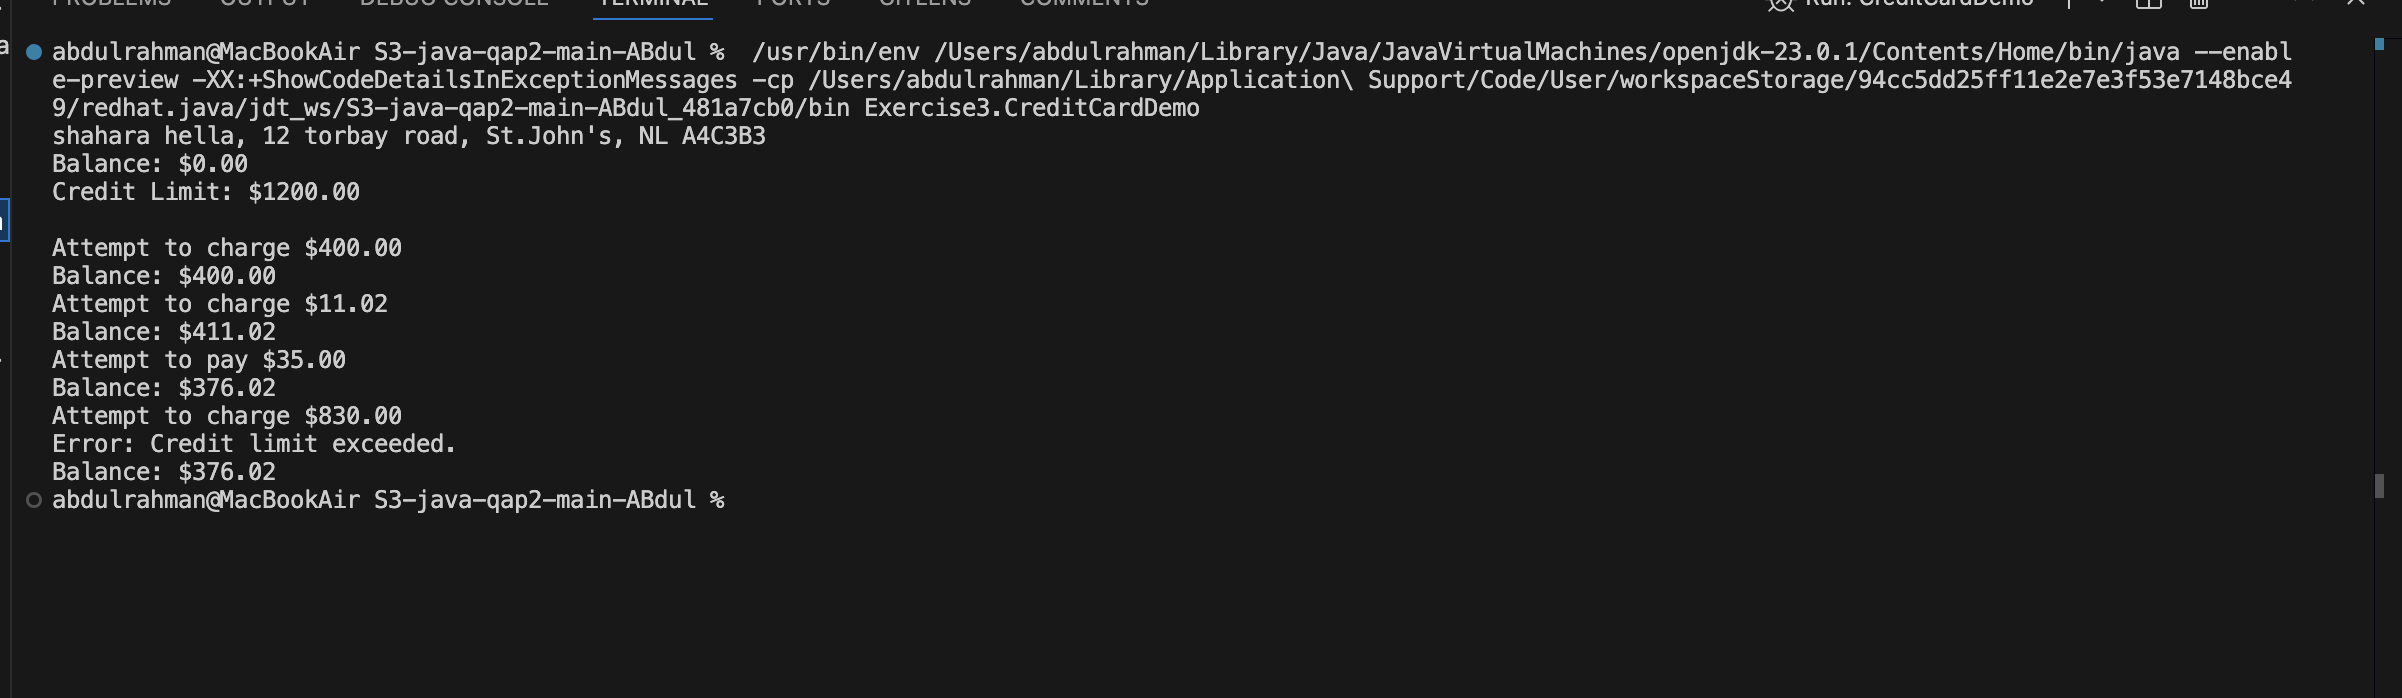 PROBLEMS OUTPUT DEBUG CONSOLE TERMINAL PORTS GITLENS COMMENTS Run: CreditCardDemo
abdulrahman@MacBookAir S3-java-qap2-main-ABdul %  /usr/bin/env /Users/abdulrahman/Library/Java/JavaVirtualMachines/openjdk-23.0.1/Contents/Home/bin/java --enabl
e-preview -XX:+ShowCodeDetailsInExceptionMessages -cp /Users/abdulrahman/Library/Application\ Support/Code/User/workspaceStorage/94cc5dd25ff11e2e7e3f53e7148bce4
9/redhat.java/jdt_ws/S3-java-qap2-main-ABdul_481a7cb0/bin Exercise3.CreditCardDemo
shahara hella, 12 torbay road, St.John's, NL A4C3B3
Balance: $0.00
Credit Limit: $1200.00
Attempt to charge $400.00
Balance: $400.00
Attempt to charge $11.02
Balance: $411.02
Attempt to pay $35.00
Balance: $376.02
Attempt to charge $830.00
Error: Credit limit exceeded.
Balance: $376.02
abdulrahman@MacBookAir S3-java-qap2-main-ABdul %